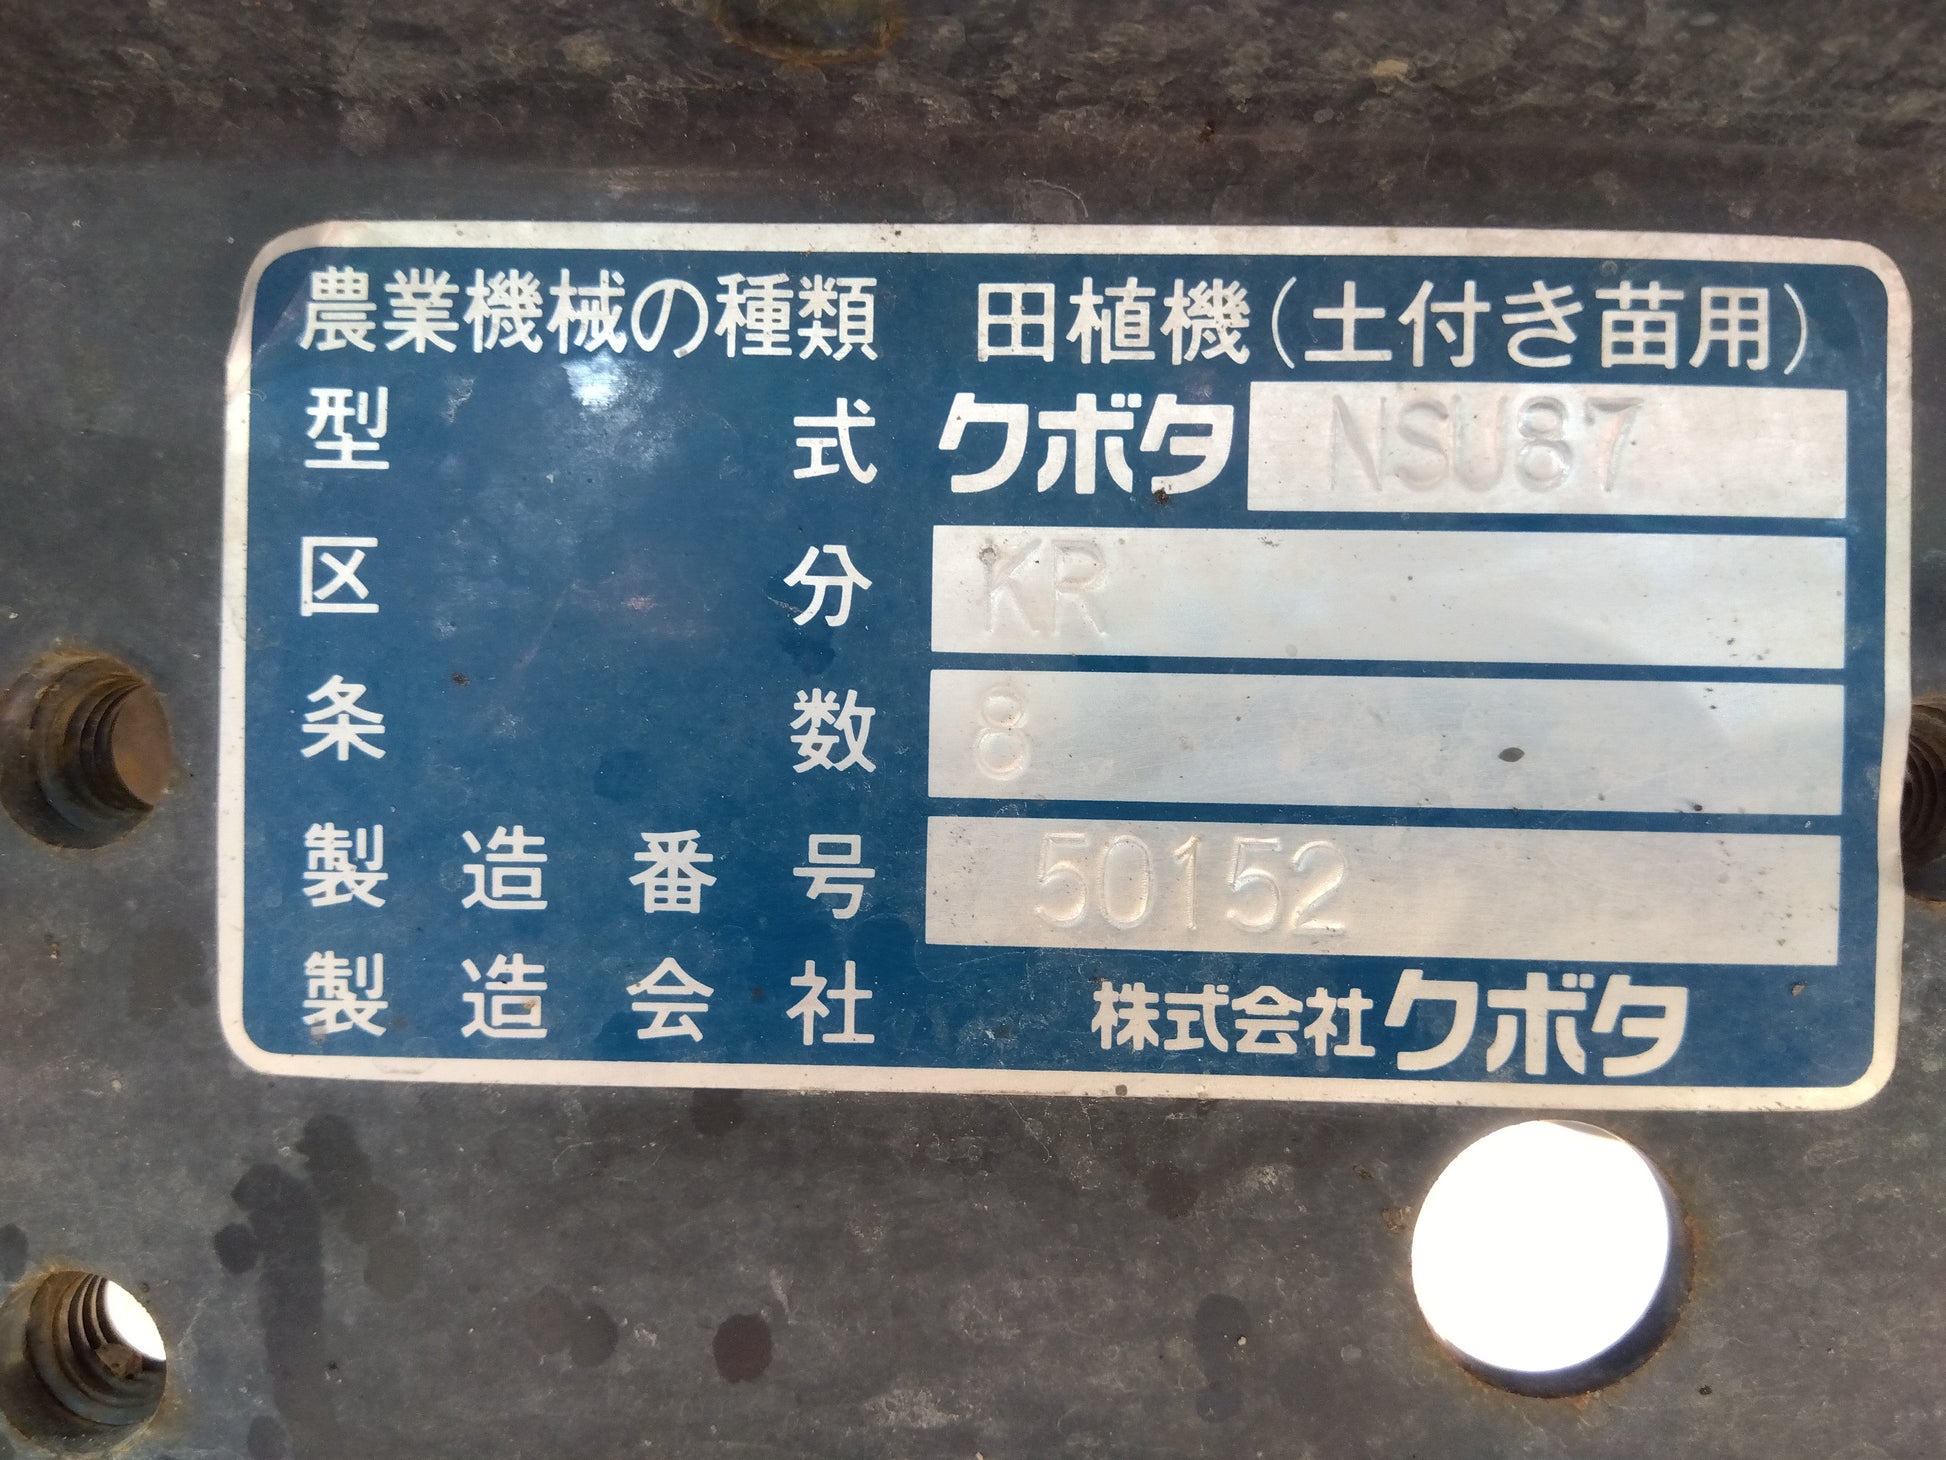 農業機械の種類 田植機(土付き苗用)
型式 クボタ NSU87
区分 KR
条数 8
製造番号 50152
製造会社 株式会社クボタ